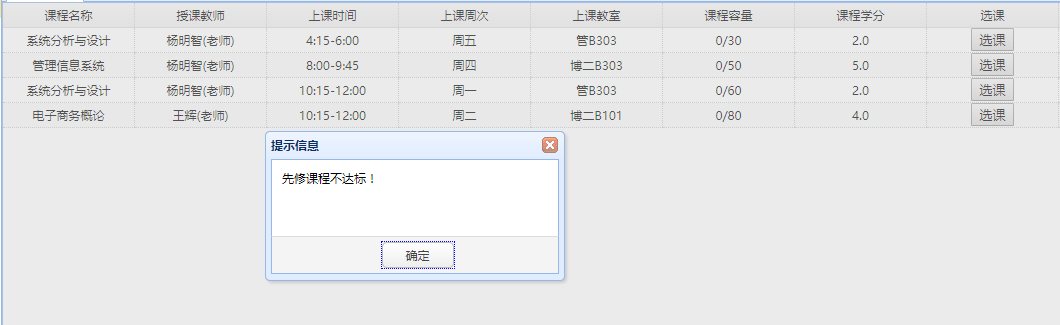 课程名称 授课教师 上课时间 上课周次 上课教室 课程容量 课程学分 选课
系统分析与设计 杨明智(老师) 4:15-6:00 周五 管B303 0/30 2.0 选课
管理信息系统 杨明智(老师) 8:00-9:45 周四 博二B303 0/50 5.0 选课
系统分析与设计 杨明智(老师) 10:15-12:00 周一 管B303 0/60 2.0 选课
电子商务概论 王辉(老师) 10:15-12:00 周二 博二B101 0/80 4.0 选课
提示信息
先修课程不达标！
确定